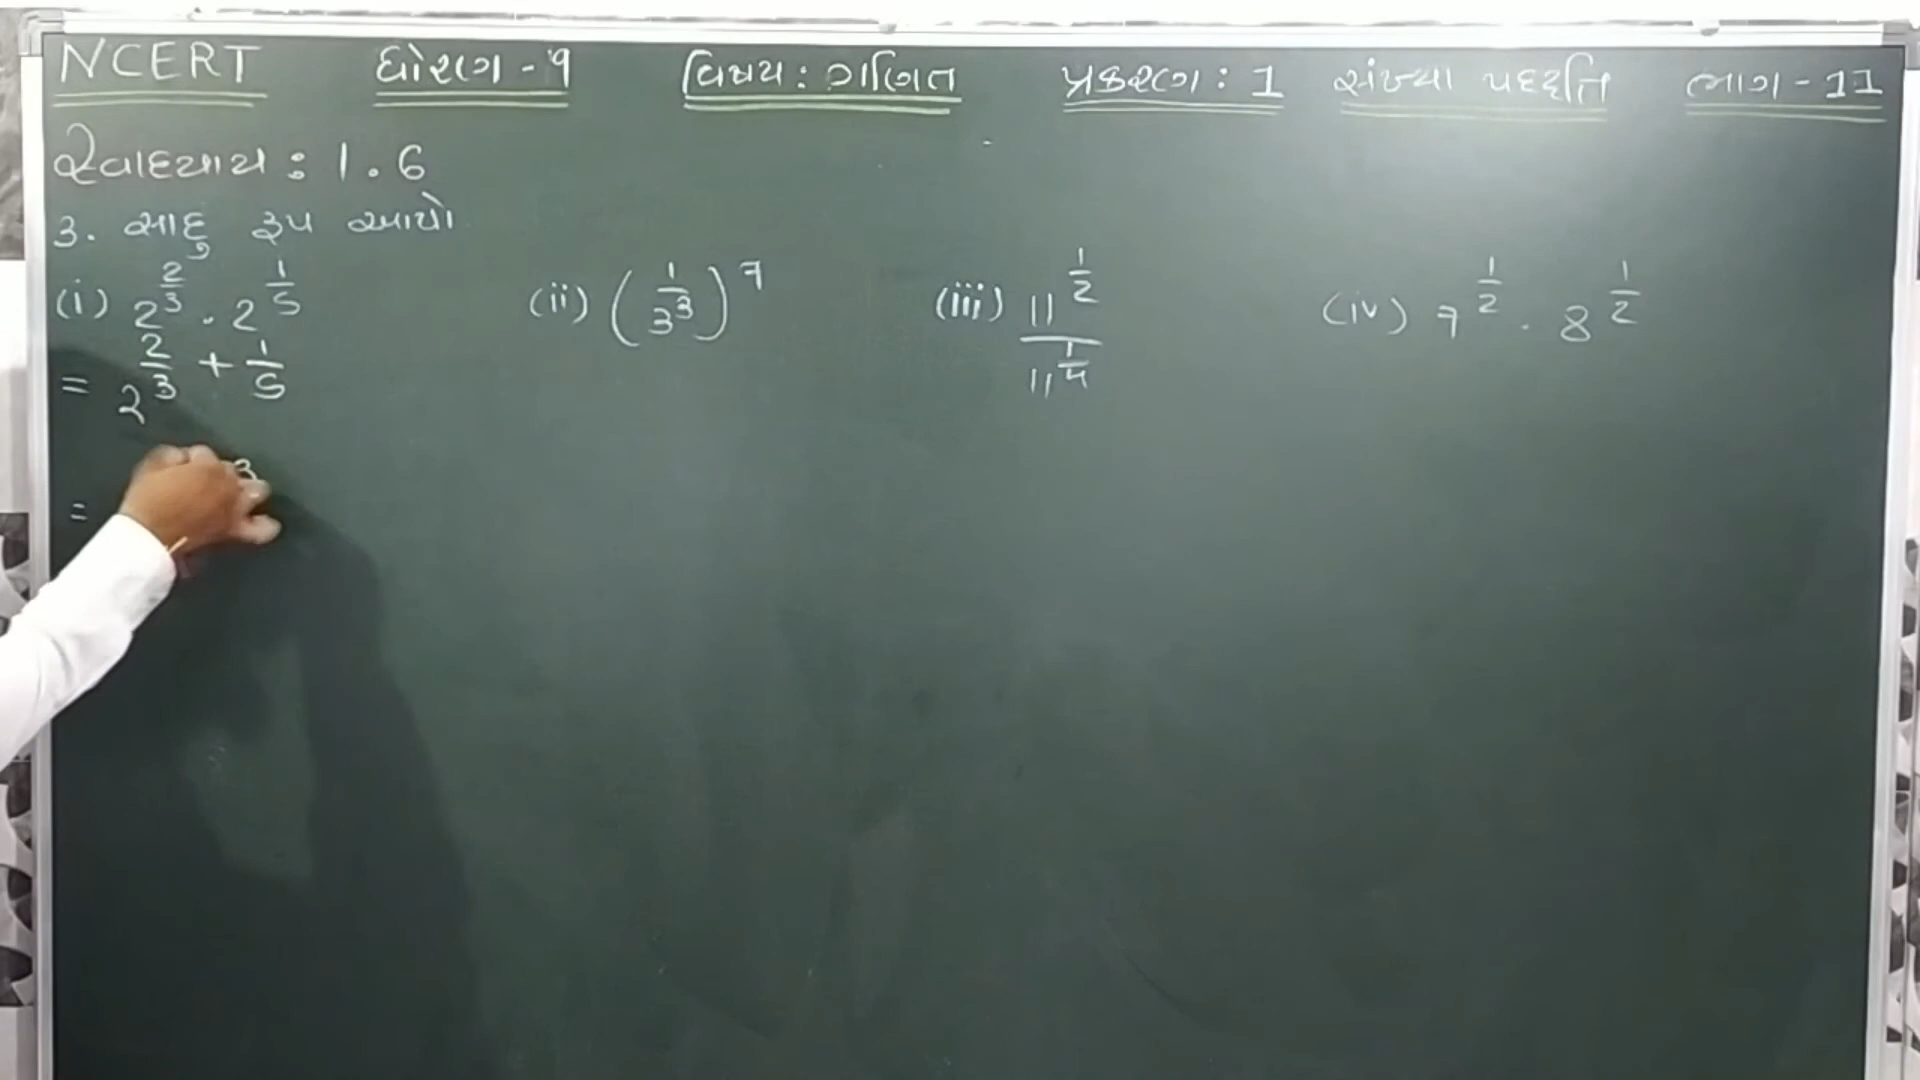 NCERT ધોરણ - ૧ વિષય : ગણિત પ્રકરણ : 1 સંખ્યા પદ્ધતિ ભાગ - 11
સ્વાધ્યાય : 1.6
3. સાદુ રૂપ આપો
(i) 2^(2/3) . 2^(1/5) (ii) (1/3^3)^7 (iii) 11^(1/2) / 11^(1/4) (iv) 7^(1/2) . 8^(1/2)
= 2^(2/3 + 1/5)
= 3